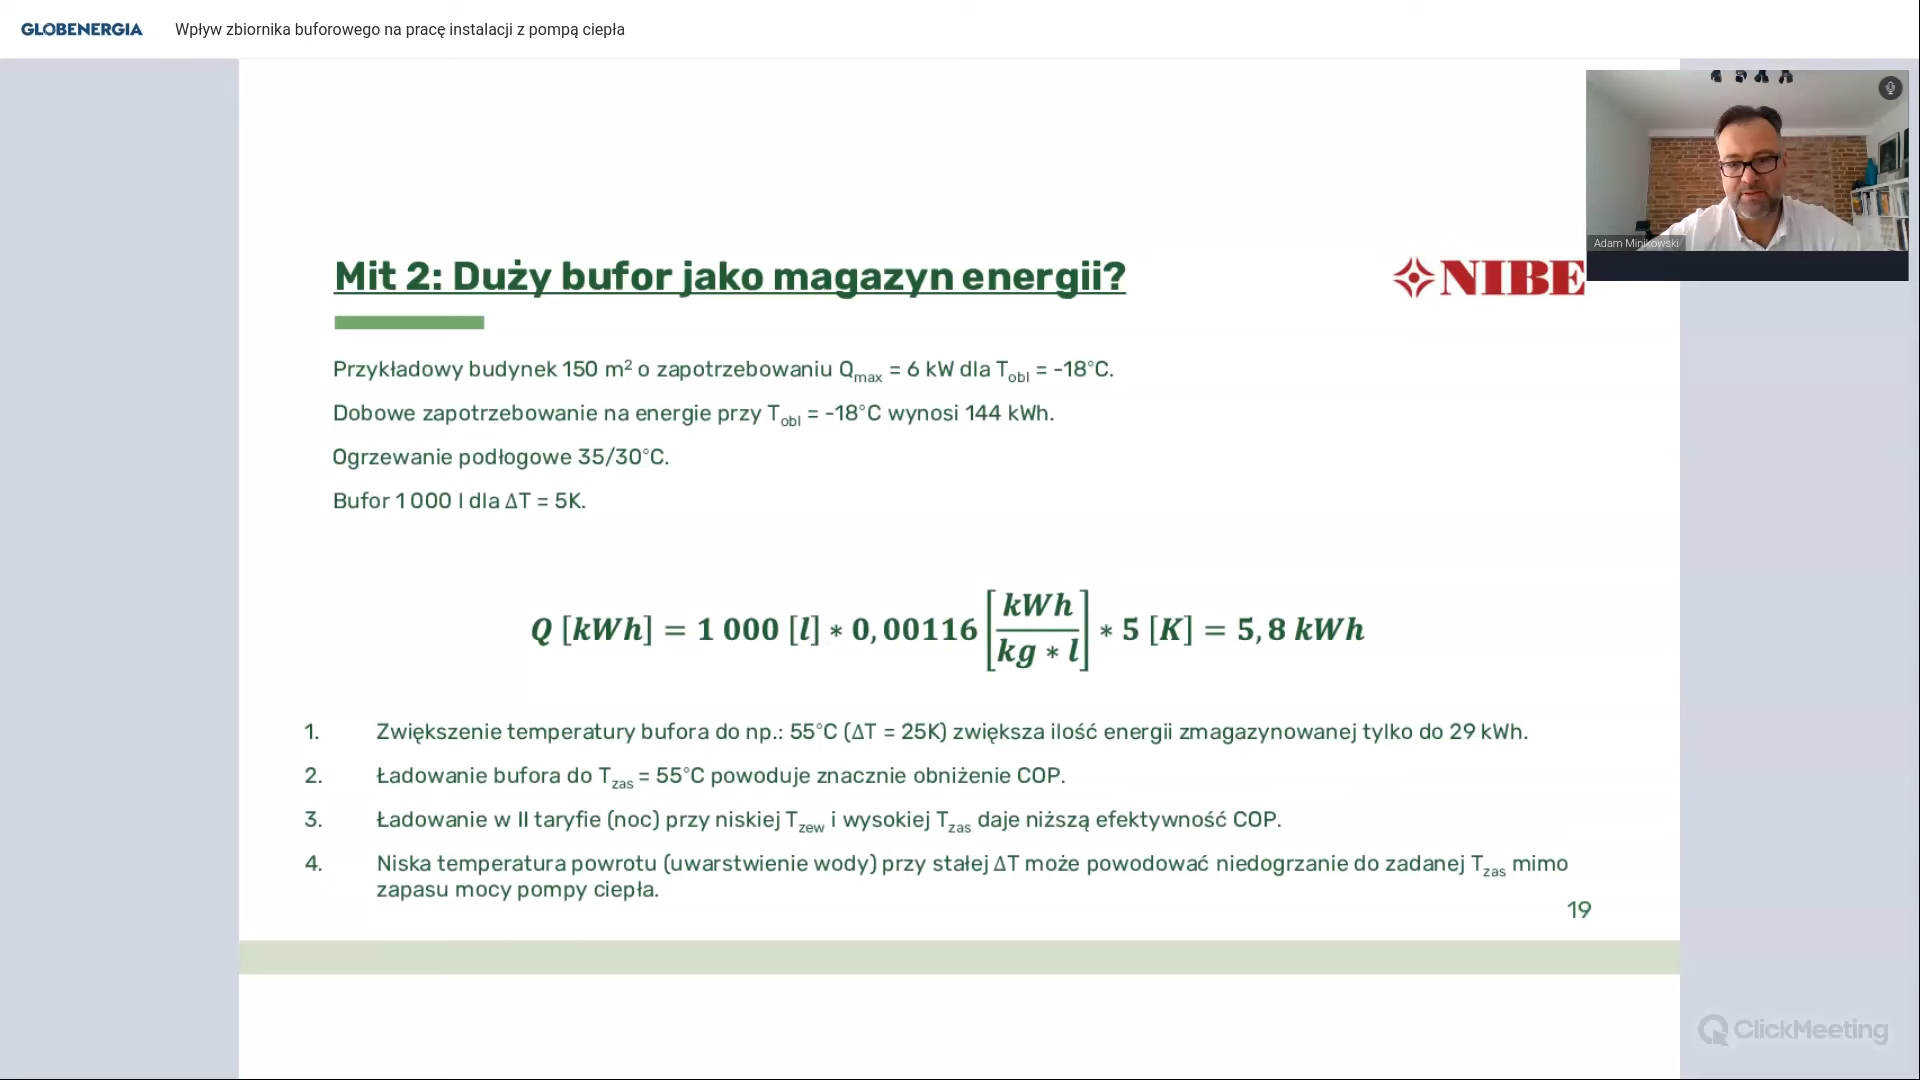 GLOBENERGIA Wpływ zbiornika buforowego na pracę instalacji z pompą ciepła
Adam Minikowski
Mit 2: Duży bufor jako magazyn energii?
NIBE
Przykładowy budynek 150 m² o zapotrzebowaniu Qmax = 6 kW dla Tobl = -18°C.
Dobowe zapotrzebowanie na energie przy Tobl = -18°C wynosi 144 kWh.
Ogrzewanie podłogowe 35/30°C.
Bufor 1 000 l dla ΔT = 5K.
Q [kWh] = 1 000 [l] * 0,00116 [kWh / kg * l] * 5 [K] = 5,8 kWh
1. Zwiększenie temperatury bufora do np.: 55°C (ΔT = 25K) zwiększa ilość energii zmagazynowanej tylko do 29 kWh.
2. Ładowanie bufora do Tzas = 55°C powoduje znacznie obniżenie COP.
3. Ładowanie w II taryfie (noc) przy niskiej Tzew i wysokiej Tzas daje niższą efektywność COP.
4. Niska temperatura powrotu (uwarstwienie wody) przy stałej ΔT może powodować niedogrzanie do zadanej Tzas mimo
zapasu mocy pompy ciepła.
19
ClickMeeting